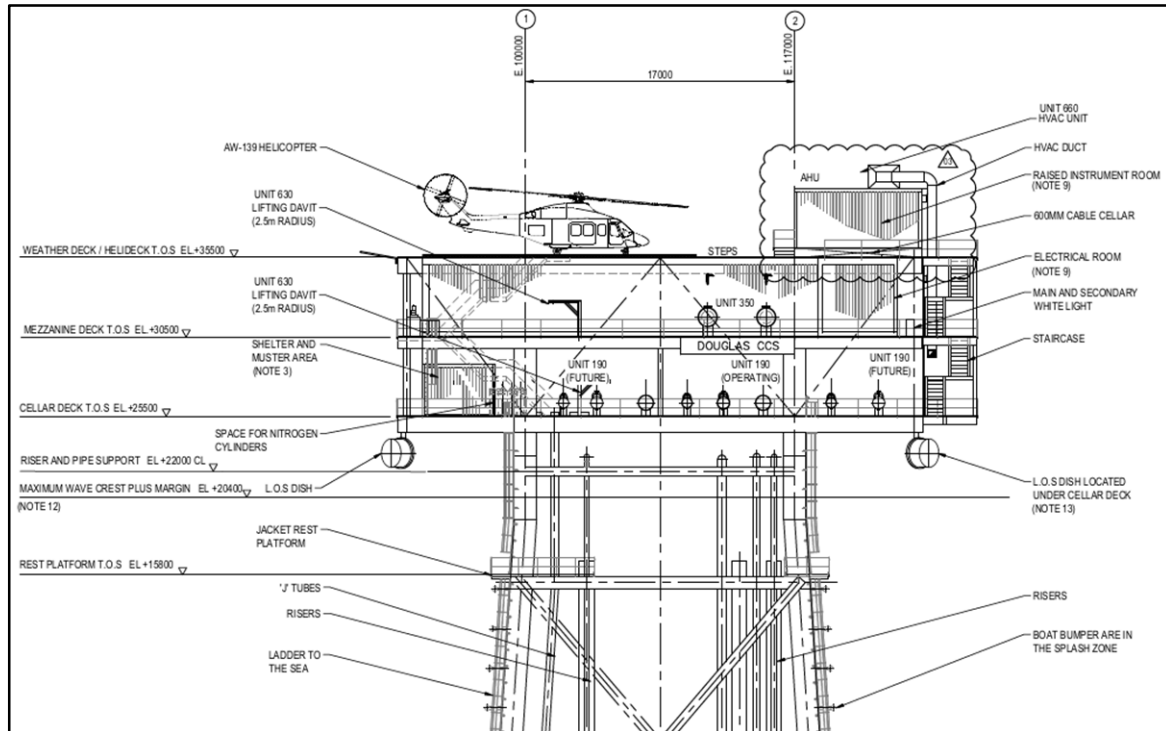 1
2
E. 100000
E. 117000
17000
UNIT 660
HVAC UNIT
HVAC DUCT
03
AHU
RAISED INSTRUMENT ROOM
(NOTE 9)
600MM CABLE CELLAR
AW-139 HELICOPTER
UNIT 630
LIFTING DAVIT
(2.5m RADIUS)
WEATHER DECK / HELIDECK T.O.S EL.+35500
STEPS
ELECTRICAL ROOM
(NOTE 9)
UNIT 630
LIFTING DAVIT
(2.5m RADIUS)
UNIT 350
MAIN AND SECONDARY
WHITE LIGHT
MEZZANINE DECK T.O.S EL +30500
DOUGLAS CCS
STAIRCASE
SHELTER AND
MUSTER AREA
(NOTE 3)
UNIT 190
(FUTURE)
UNIT 190
(OPERATING)
UNIT 190
(FUTURE)
CELLAR DECK T.O.S EL.+25500
SPACE FOR NITROGEN
CYLINDERS
RISER AND PIPE SUPPORT EL +22000 CL
MAXIMUM WAVE CREST PLUS MARGIN EL +20400
(NOTE 12)
L.O.S DISH
L.O.S DISH LOCATED
UNDER CELLAR DECK
(NOTE 13)
JACKET REST
PLATFORM
REST PLATFORM T.O.S EL +15800
'J' TUBES
RISERS
RISERS
LADDER TO
THE SEA
BOAT BUMPER ARE IN
THE SPLASH ZONE